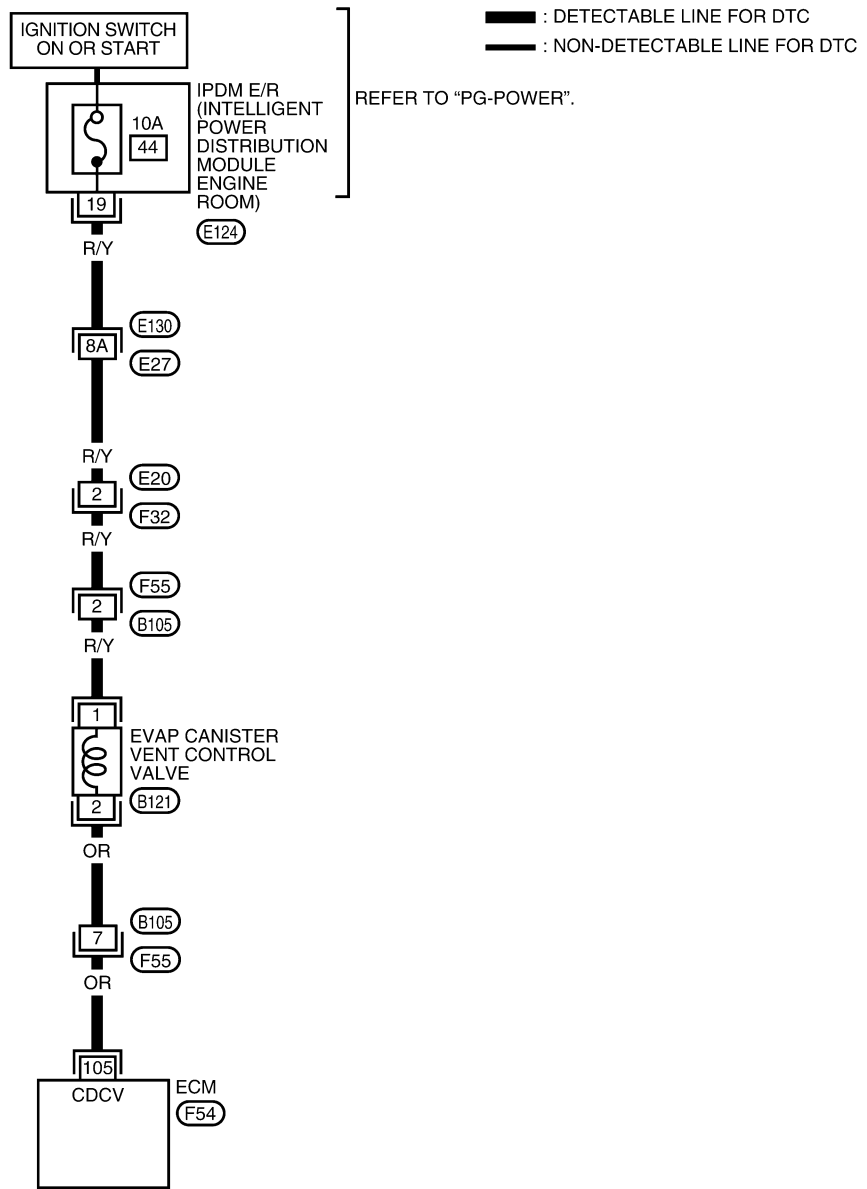 IGNITION SWITCH
ON OR START
: DETECTABLE LINE FOR DTC
: NON-DETECTABLE LINE FOR DTC
IPDM E/R
(INTELLIGENT
POWER
DISTRIBUTION
MODULE
ENGINE
ROOM)
REFER TO “PG-POWER”.
10A
44
19
E124
R/Y
E130
8A
E27
R/Y
E20
2
F32
R/Y
F55
2
B105
R/Y
1
EVAP CANISTER
VENT CONTROL
VALVE
2
B121
OR
B105
7
F55
OR
105
CDCV
ECM
F54